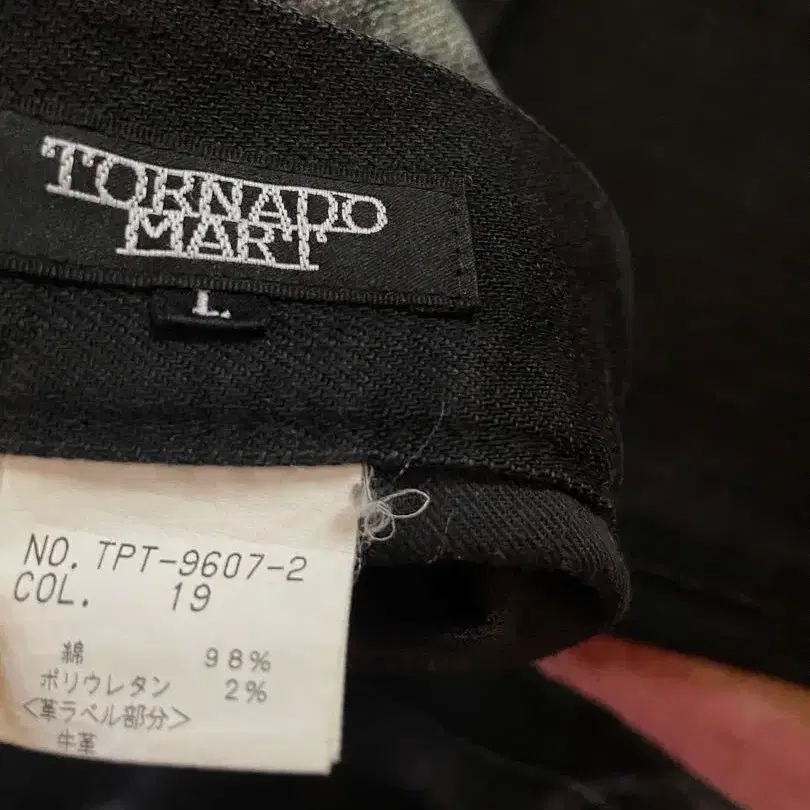 TORNADO
MART
L
NO. TPT-9607-2
COL. 19
綿 98%
ポリウレタン 2%
<革ラベル部分>
牛革